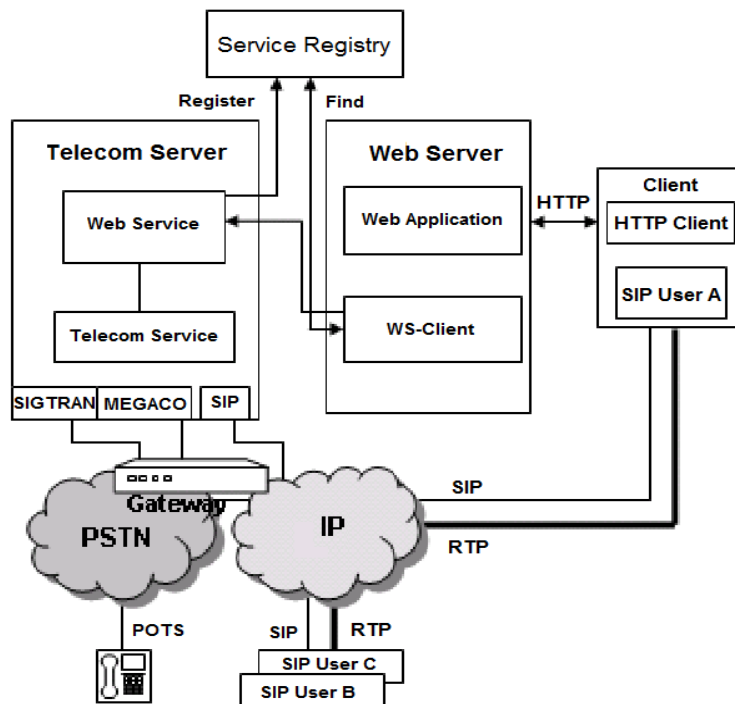 Service Registry
Register
Find
Telecom Server
Web Server
Client
Web Service
Web Application
HTTP
HTTP Client
SIP User A
Telecom Service
WS-Client
SIGTRAN
MEGACO
SIP
Gateway
PSTN
IP
SIP
RTP
POTS
SIP
RTP
SIP User C
SIP User B